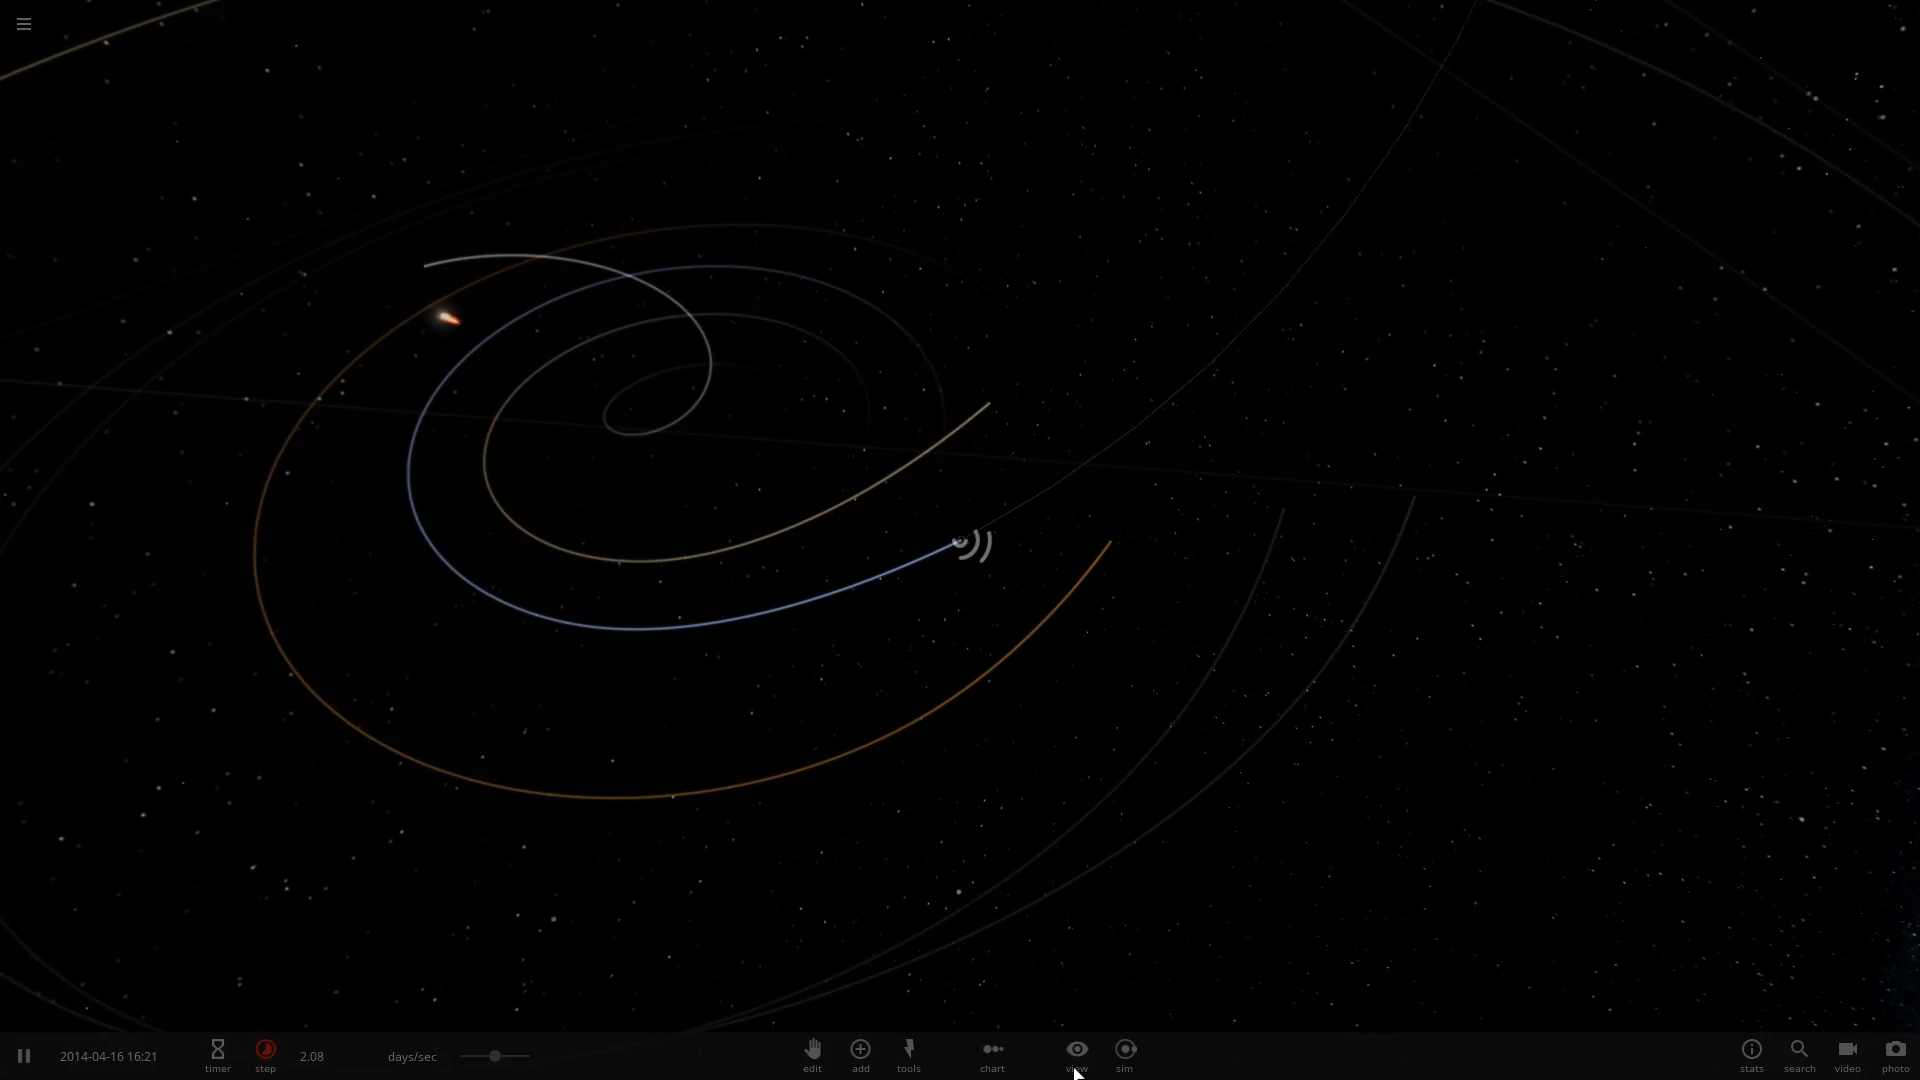 2014-04-16 16:21
timer
step
2.08
days/sec
edit
add
tools
chart
view
sim
stats
search
video
photo